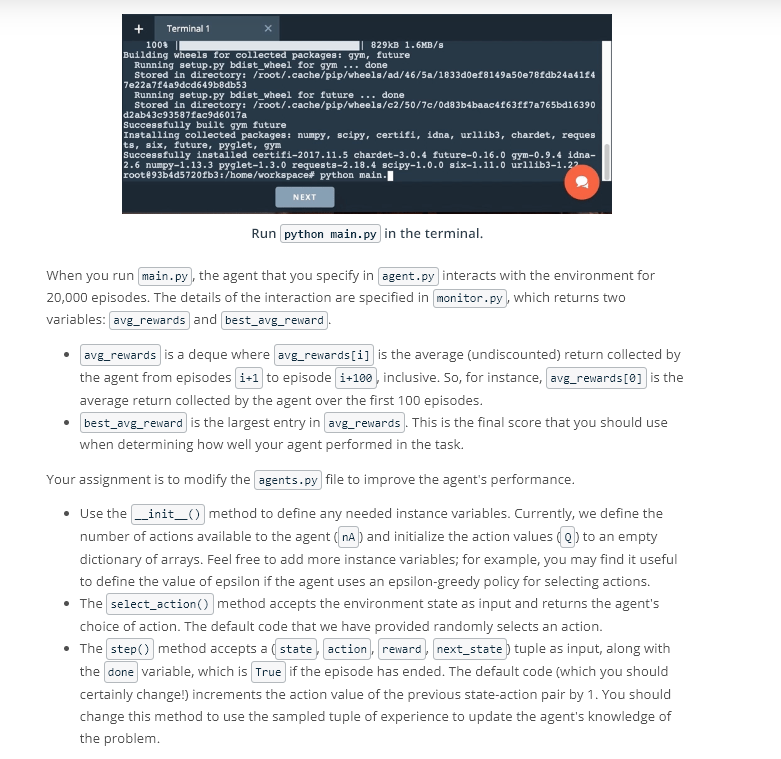 + Terminal 1 ×
100% | | 829kB 1.6MB/s
Building wheels for collected packages: gym, future
Running setup.py bdist_wheel for gym ... done
Stored in directory: /root/.cache/pip/wheels/ad/46/5a/1833d0ef8149a50e78fdb24a41f4
7e22a7f4a9dcd649b8db53
Running setup.py bdist_wheel for future ... done
Stored in directory: /root/.cache/pip/wheels/c2/50/7c/0d83b4baac4f63ff7a765bd16390
d2ab43c93587fac9d6017a
Successfully built gym future
Installing collected packages: numpy, scipy, certifi, idna, urllib3, chardet, reques
ts, six, future, pyglet, gym
Successfully installed certifi-2017.11.5 chardet-3.0.4 future-0.16.0 gym-0.9.4 idna-
2.6 numpy-1.13.3 pyglet-1.3.0 requests-2.18.4 scipy-1.0.0 six-1.11.0 urllib3-1.22
root@93b4d5720fb3:/home/workspace# python main.
NEXT
Run python main.py in the terminal.
When you run main.py, the agent that you specify in agent.py interacts with the environment for
20,000 episodes. The details of the interaction are specified in monitor.py, which returns two
variables: avg_rewards and best_avg_reward.
• avg_rewards is a deque where avg_rewards[i] is the average (undiscounted) return collected by
the agent from episodes i+1 to episode i+100, inclusive. So, for instance, avg_rewards[0] is the
average return collected by the agent over the first 100 episodes.
• best_avg_reward is the largest entry in avg_rewards. This is the final score that you should use
when determining how well your agent performed in the task.
Your assignment is to modify the agents.py file to improve the agent's performance.
• Use the __init__() method to define any needed instance variables. Currently, we define the
number of actions available to the agent (nA) and initialize the action values (Q) to an empty
dictionary of arrays. Feel free to add more instance variables; for example, you may find it useful
to define the value of epsilon if the agent uses an epsilon-greedy policy for selecting actions.
• The select_action() method accepts the environment state as input and returns the agent's
choice of action. The default code that we have provided randomly selects an action.
• The step() method accepts a (state, action, reward, next_state) tuple as input, along with
the done variable, which is True if the episode has ended. The default code (which you should
certainly change!) increments the action value of the previous state-action pair by 1. You should
change this method to use the sampled tuple of experience to update the agent's knowledge of
the problem.